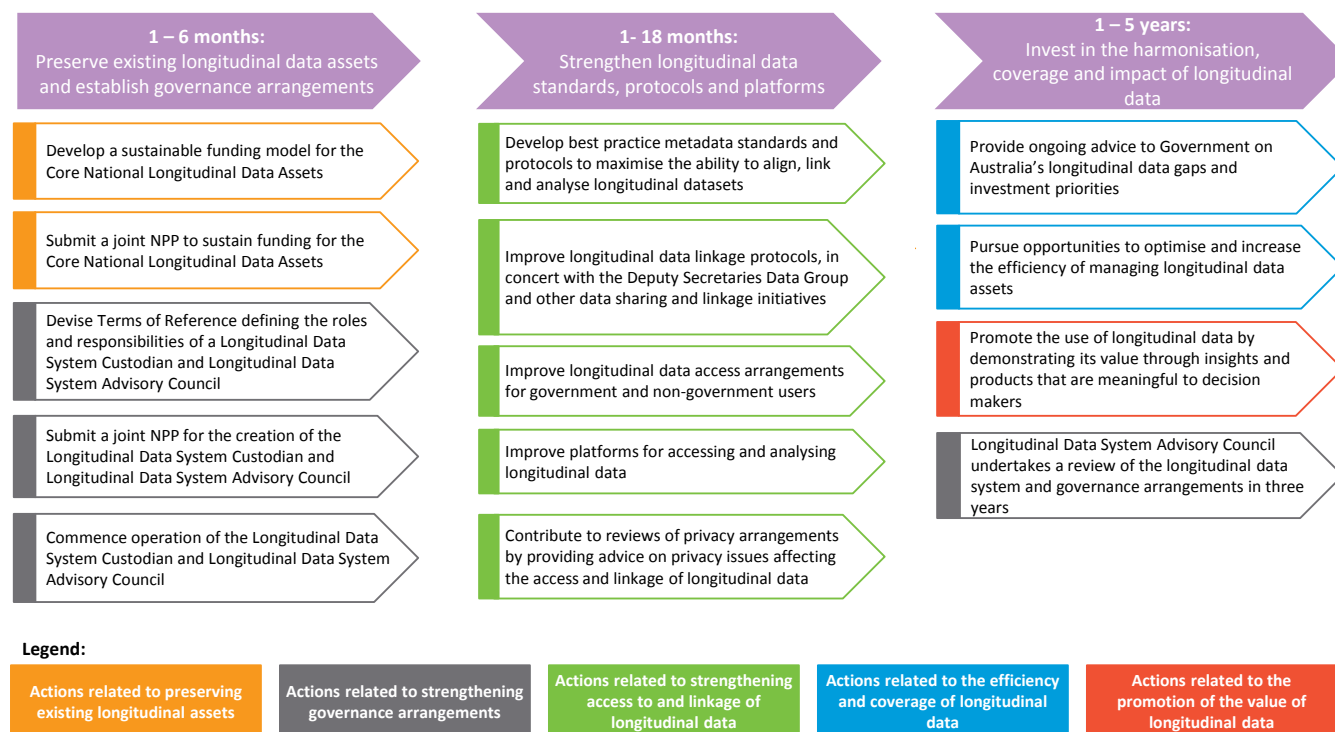 1 – 6 months:
Preserve existing longitudinal data assets
and establish governance arrangements
Develop a sustainable funding model for the
Core National Longitudinal Data Assets
Submit a joint NPP to sustain funding for the
Core National Longitudinal Data Assets
Devise Terms of Reference defining the roles
and responsibilities of a Longitudinal Data
System Custodian and Longitudinal Data
System Advisory Council
Submit a joint NPP for the creation of the
Longitudinal Data System Custodian and
Longitudinal Data System Advisory Council
Commence operation of the Longitudinal Data
System Custodian and Longitudinal Data System
Advisory Council
1- 18 months:
Strengthen longitudinal data
standards, protocols and platforms
Develop best practice metadata standards and
protocols to maximise the ability to align, link
and analyse longitudinal datasets
Improve longitudinal data linkage protocols, in
concert with the Deputy Secretaries Data Group
and other data sharing and linkage initiatives
Improve longitudinal data access arrangements
for government and non-government users
Improve platforms for accessing and analysing
longitudinal data
Contribute to reviews of privacy arrangements
by providing advice on privacy issues affecting
the access and linkage of longitudinal data
1 – 5 years:
Invest in the harmonisation,
coverage and impact of longitudinal
data
Provide ongoing advice to Government on
Australia's longitudinal data gaps and
investment priorities
Pursue opportunities to optimise and increase
the efficiency of managing longitudinal data
assets
Promote the use of longitudinal data by
demonstrating its value through insights and
products that are meaningful to decision
makers
Longitudinal Data System Advisory Council
undertakes a review of the longitudinal data
system and governance arrangements in three
years
Legend:
Actions related to preserving
existing longitudinal assets
Actions related to strengthening
governance arrangements
Actions related to strengthening
access to and linkage of
longitudinal data
Actions related to the efficiency
and coverage of longitudinal
data
Actions related to the
promotion of the value of
longitudinal data